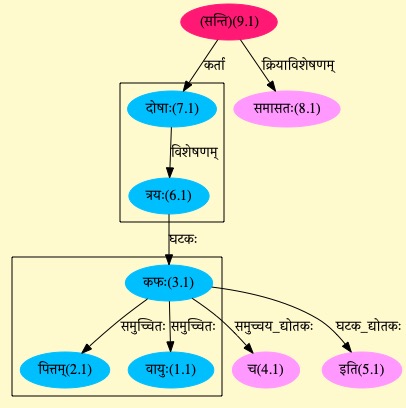 (सन्ति)(9.1)
कर्ता क्रियाविशेषणम्
दोषाः(7.1) समासतः(8.1)
विशेषणम्
त्रयः(6.1)
घटकः
कफः(3.1)
समुच्चितः समुच्चितः समुच्चय_द्योतकः घटक_द्योतकः
पित्तम्(2.1) वायुः(1.1) च(4.1) इति(5.1)